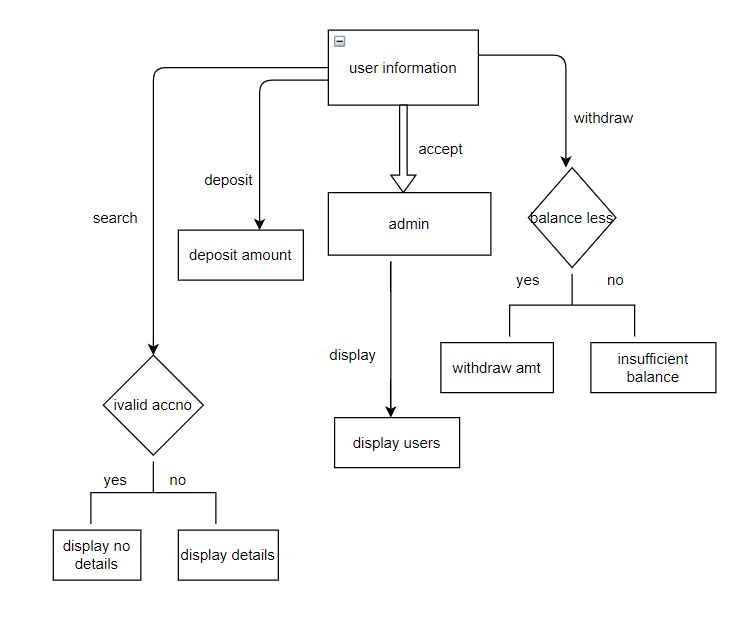 user information
withdraw
accept
deposit
search
balance less
admin
deposit amount
yes
no
display
withdraw amt
insufficient
balance
ivalid accno
display users
yes
no
display no
details
display details